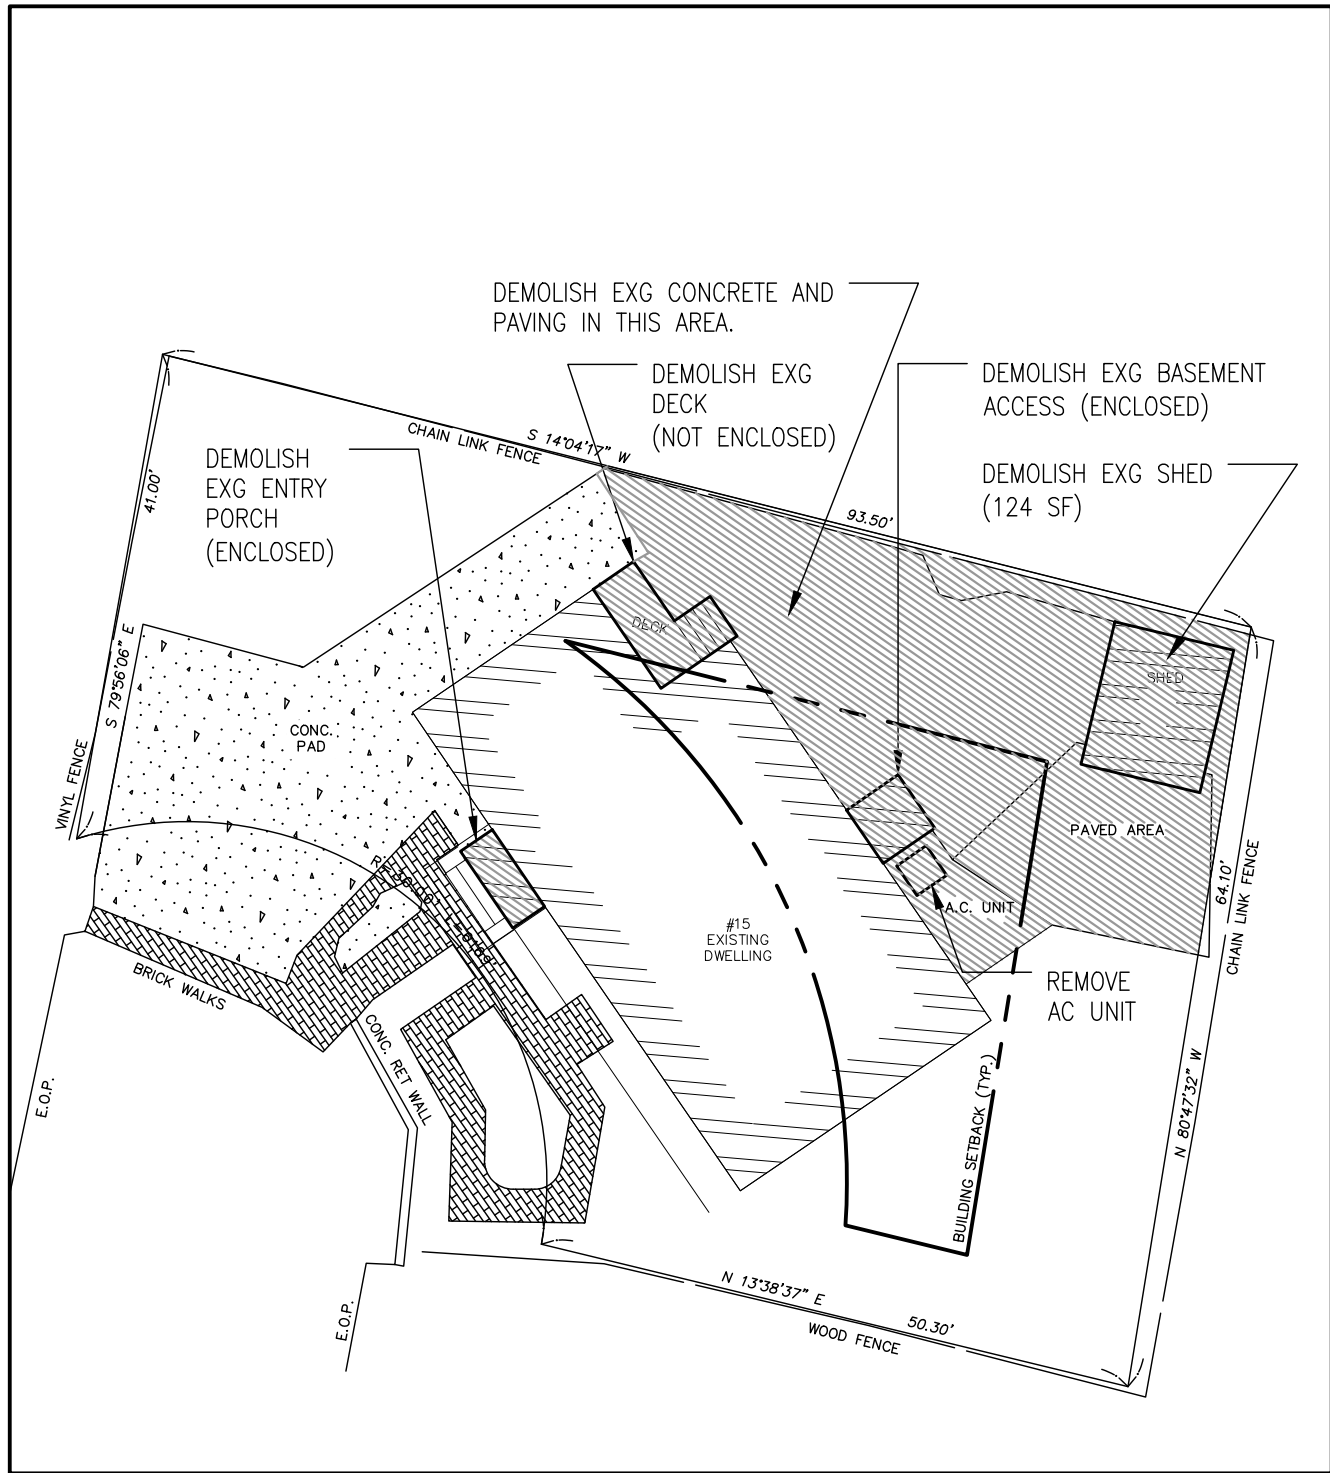 DEMOLISH EXG CONCRETE AND
PAVING IN THIS AREA.
DEMOLISH EXG
DECK
(NOT ENCLOSED)
DEMOLISH EXG BASEMENT
ACCESS (ENCLOSED)
DEMOLISH EXG SHED
(124 SF)
DEMOLISH
EXG ENTRY
PORCH
(ENCLOSED)
CHAIN LINK FENCE
S 14°04'17" W
93.50'
41.00'
S 79°56'06" E
VINYL FENCE
CONC.
PAD
DECK
SHED
PAVED AREA
A.C. UNIT
REMOVE
AC UNIT
#15
EXISTING
DWELLING
64.10'
CHAIN LINK FENCE
N 80°47'32" W
BUILDING SETBACK (TYP.)
BRICK WALKS
CONC. RET WALL
E.O.P.
E.O.P.
N 13°38'37" E
50.30'
WOOD FENCE